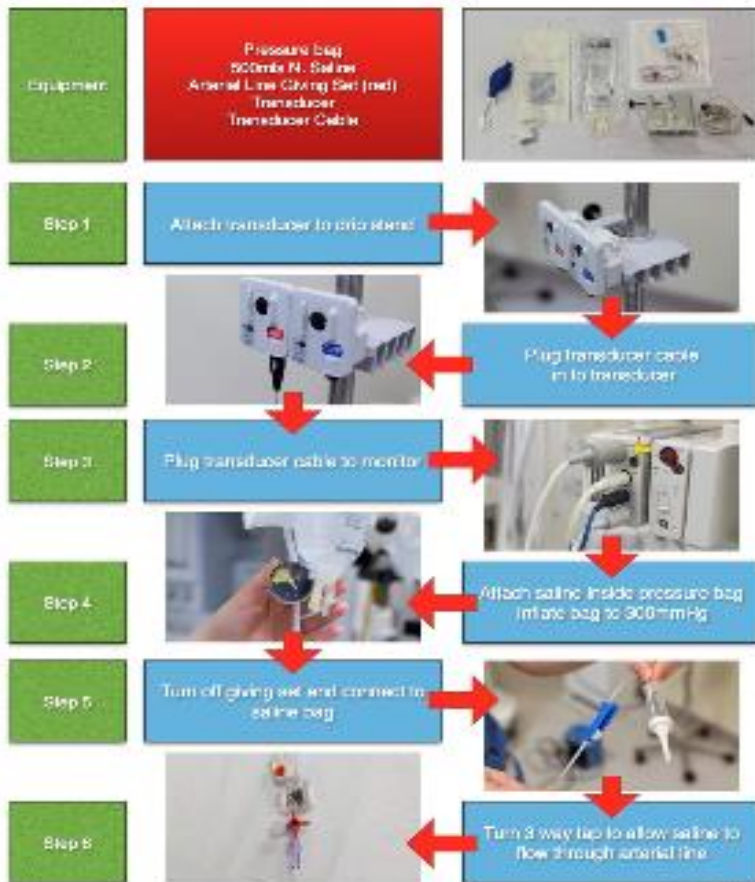 Equipment
Pressure bag
500mls N. Saline
Arterial Line Giving Set (red)
Transducer
Transducer Cable
Step 1
Attach transducer to drip stand
Step 2
Plug transducer cable
in to transducer
Step 3
Plug transducer cable to monitor
Step 4
Attach saline inside pressure bag
Inflate bag to 300mmHg
Step 5
Turn off giving set and connect to
saline bag
Step 6
Turn 3 way tap to allow saline to
flow through arterial line